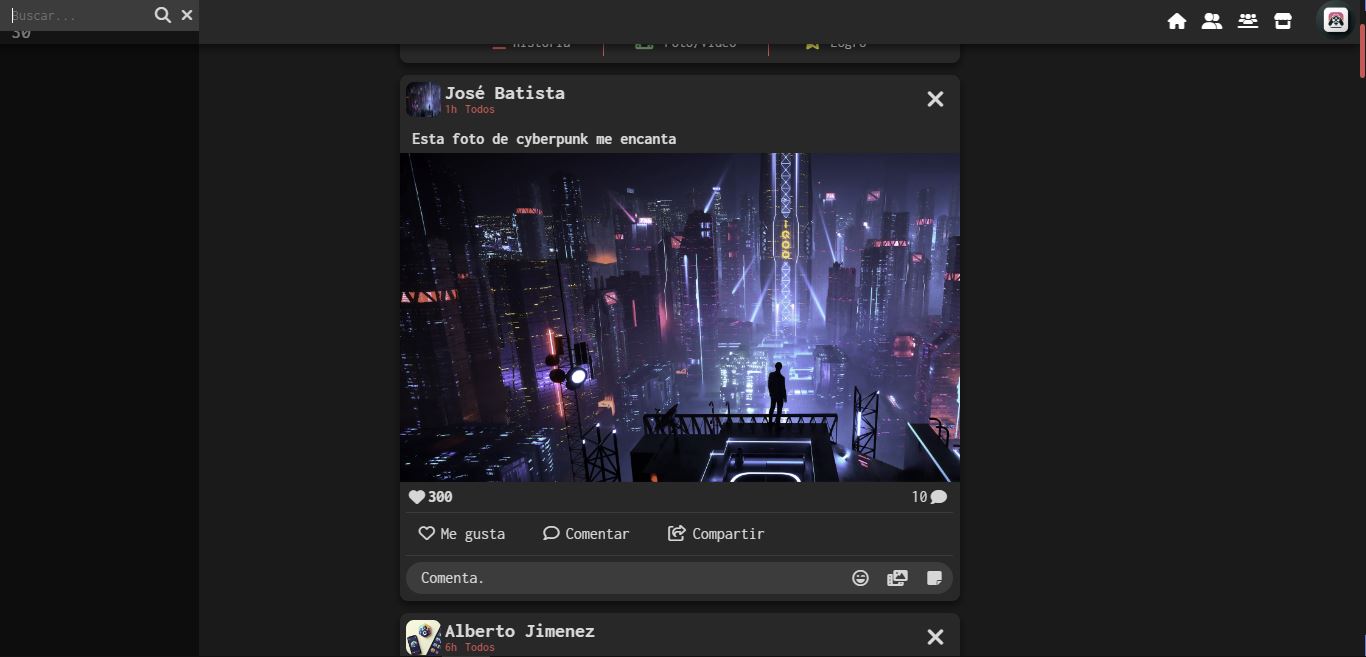 Buscar...
30
Historia
Foto/Video
Logro
José Batista
1h Todos
Esta foto de cyberpunk me encanta
300
10
Me gusta
Comentar
Compartir
Comenta.
Alberto Jimenez
6h Todos